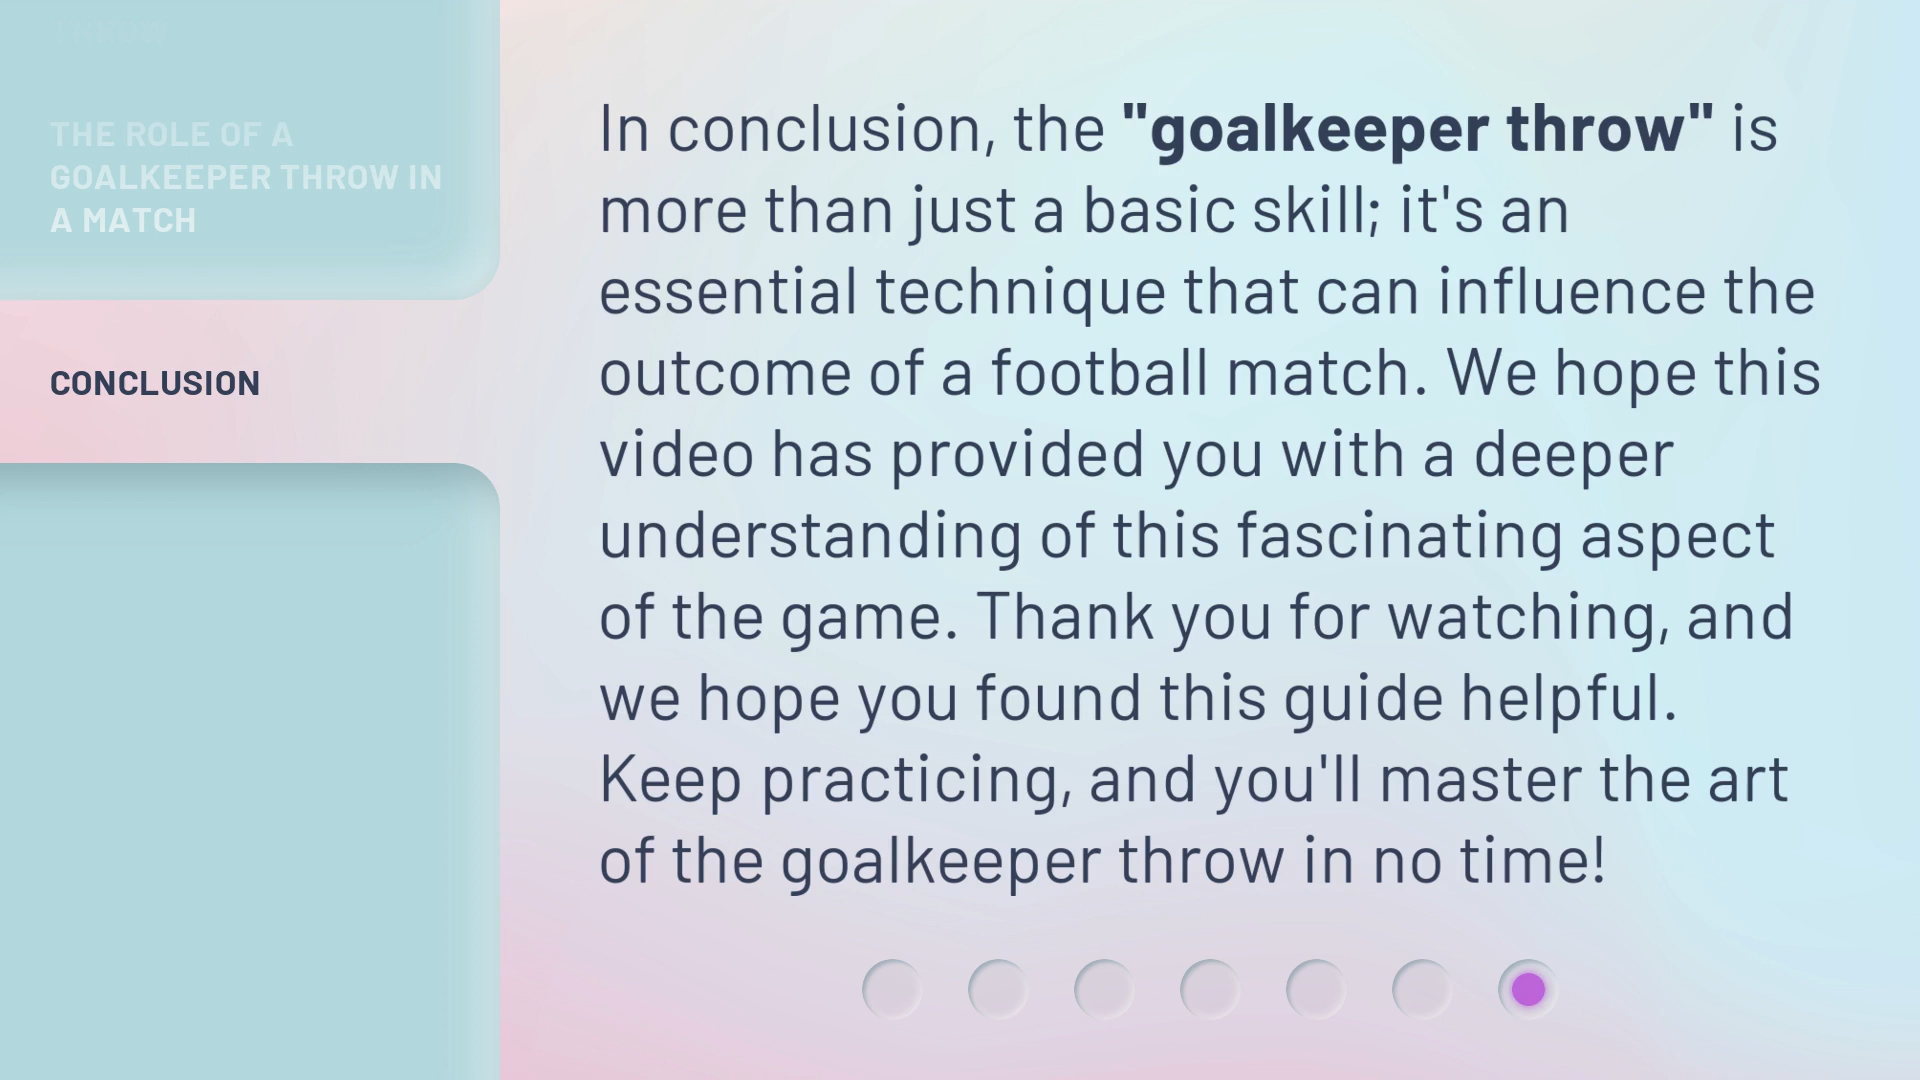 THE ROLE OF A
GOALKEEPER THROW IN
A MATCH
CONCLUSION
In conclusion, the "goalkeeper throw" is
more than just a basic skill; it's an
essential technique that can influence the
outcome of a football match. We hope this
video has provided you with a deeper
understanding of this fascinating aspect
of the game. Thank you for watching, and
we hope you found this guide helpful.
Keep practicing, and you'll master the art
of the goalkeeper throw in no time!